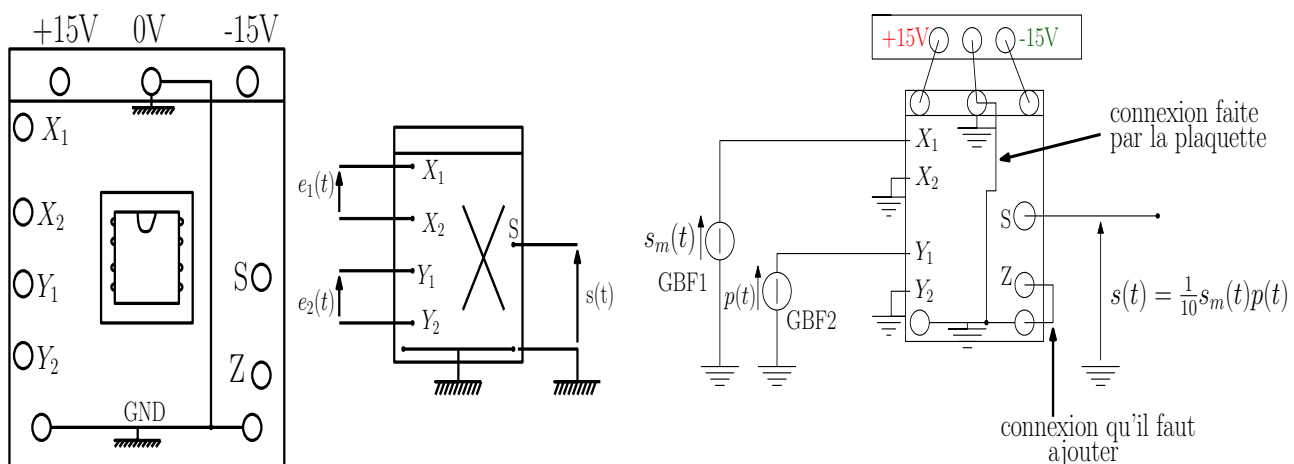 +15V 0V -15V
X₁
X₂
Y₁
Y₂
S
Z
GND
e₁(t)
e₂(t)
X₁
X₂
Y₁
Y₂
S
s(t)
+15V -15V
X₁
X₂
Y₁
Y₂
S
Z
sₘ(t)
GBF1
p(t)
GBF2
connexion faite
par la plaquette
s(t) = 1/10 sₘ(t)p(t)
connexion qu'il faut
ajouter